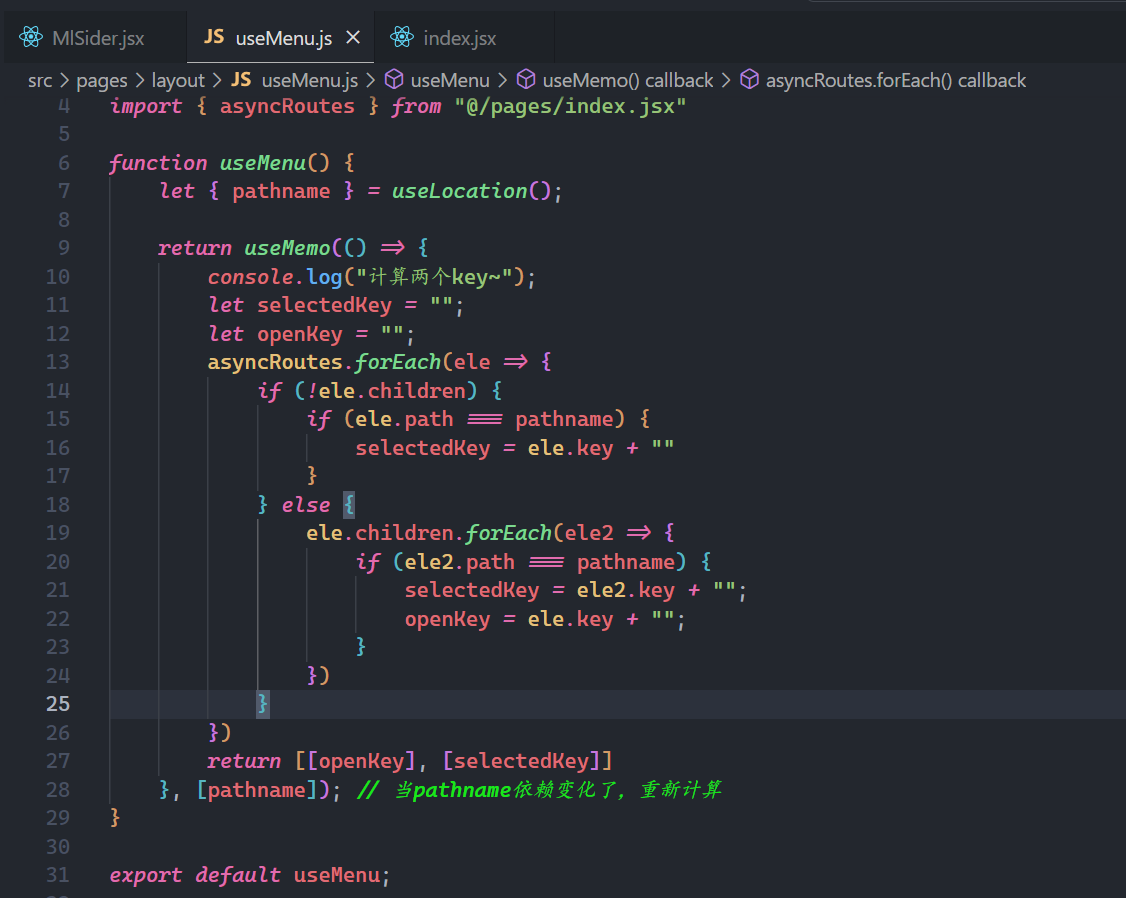 MlSider.jsx JS useMenu.js × index.jsx
src > pages > layout > JS useMenu.js > useMenu > useMemo() callback > asyncRoutes.forEach() callback
4 import { asyncRoutes } from "@/pages/index.jsx"
5
6 function useMenu() {
7 let { pathname } = useLocation();
8
9 return useMemo(() => {
10 console.log("计算两个key~");
11 let selectedKey = "";
12 let openKey = "";
13 asyncRoutes.forEach(ele => {
14 if (!ele.children) {
15 if (ele.path === pathname) {
16 selectedKey = ele.key + ""
17 }
18 } else {
19 ele.children.forEach(ele2 => {
20 if (ele2.path === pathname) {
21 selectedKey = ele2.key + "";
22 openKey = ele.key + "";
23 }
24 })
25 }
26 })
27 return [[openKey], [selectedKey]]
28 }, [pathname]); // 当pathname依赖变化了，重新计算
29 }
30
31 export default useMenu;